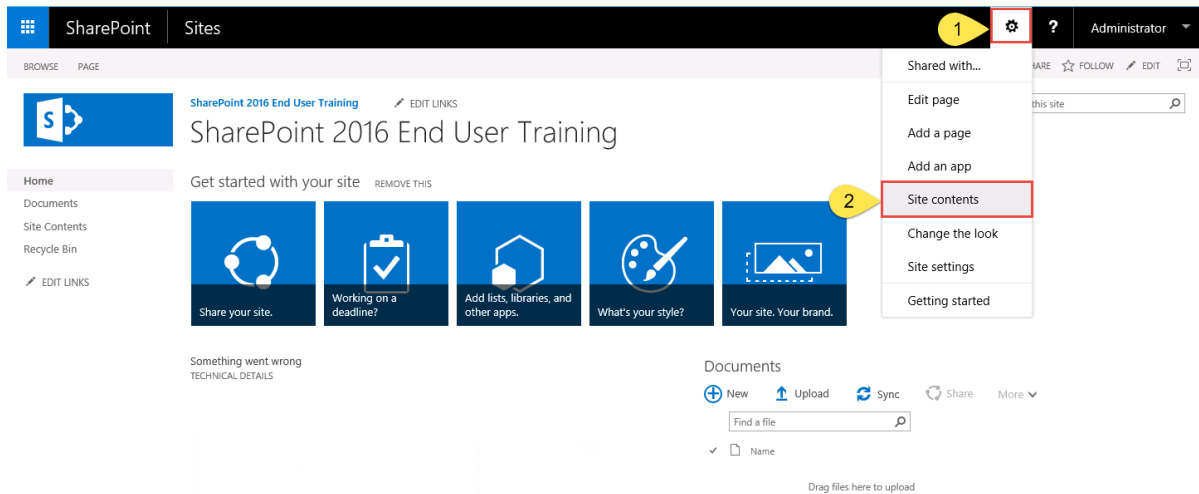 SharePoint Sites 1 ? Administrator
BROWSE PAGE
Shared with...
FOLLOW EDIT
S
SharePoint 2016 End User Training EDIT LINKS
SharePoint 2016 End User Training
Edit page
this site
Add a page
Add an app
2 Site contents
Change the look
Site settings
Getting started
Home
Documents
Site Contents
Recycle Bin
EDIT LINKS
Get started with your site REMOVE THIS
Share your site.
Working on a
deadline?
Add lists, libraries, and
other apps.
What's your style?
Your site. Your brand.
Something went wrong
TECHNICAL DETAILS
Documents
New Upload Sync Share More
Find a file
Name
Drag files here to upload